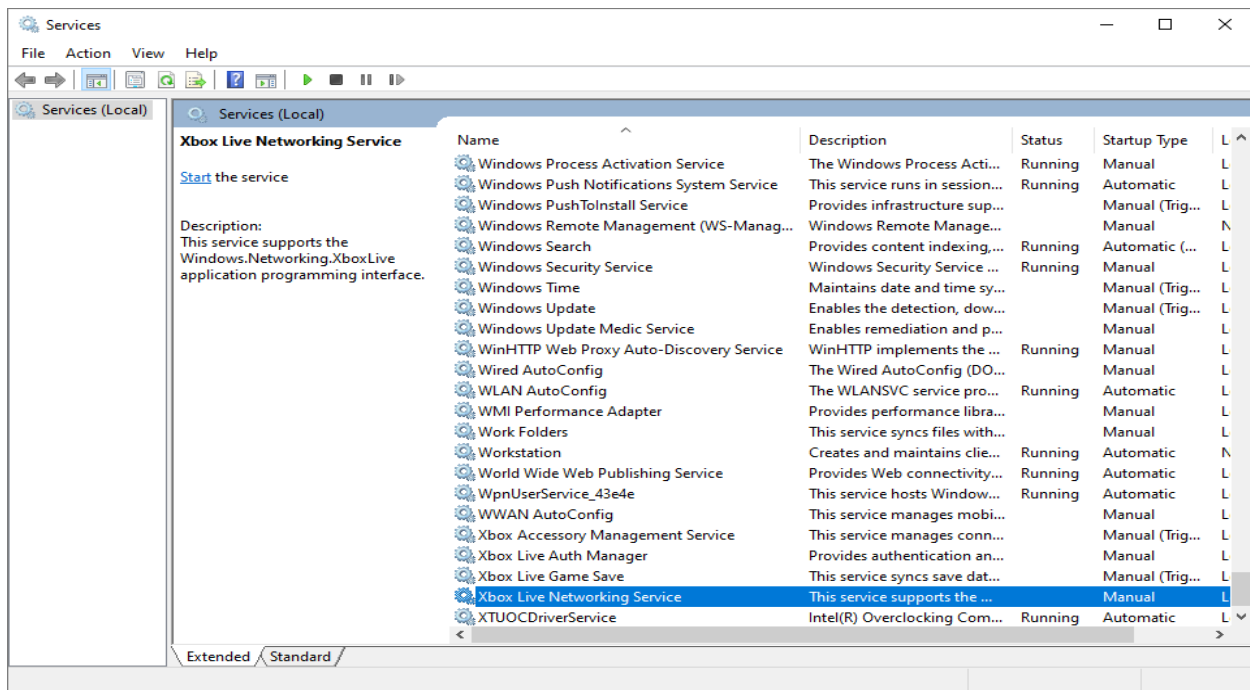 Services
File Action View Help
Services (Local)
Services (Local)
Xbox Live Networking Service
Start the service
Description:
This service supports the
Windows.Networking.XboxLive
application programming interface.
Name Description Status Startup Type L
Windows Process Activation Service The Windows Process Acti... Running Manual L
Windows Push Notifications System Service This service runs in session... Running Automatic L
Windows PushToInstall Service Provides infrastructure sup... Manual (Trig... L
Windows Remote Management (WS-Manag... Windows Remote Manage... Manual N
Windows Search Provides content indexing,... Running Automatic (... L
Windows Security Service Windows Security Service ... Running Manual L
Windows Time Maintains date and time sy... Manual (Trig... L
Windows Update Enables the detection, dow... Manual (Trig... L
Windows Update Medic Service Enables remediation and p... Manual L
WinHTTP Web Proxy Auto-Discovery Service WinHTTP implements the ... Running Manual L
Wired AutoConfig The Wired AutoConfig (DO... Manual L
WLAN AutoConfig The WLANSVC service pro... Running Automatic L
WMI Performance Adapter Provides performance libra... Manual L
Work Folders This service syncs files with... Manual L
Workstation Creates and maintains clie... Running Automatic N
World Wide Web Publishing Service Provides Web connectivity... Running Automatic L
WpnUserService_43e4e This service hosts Window... Running Automatic L
WWAN AutoConfig This service manages mobi... Manual L
Xbox Accessory Management Service This service manages conn... Manual (Trig... L
Xbox Live Auth Manager Provides authentication an... Manual L
Xbox Live Game Save This service syncs save dat... Manual (Trig... L
Xbox Live Networking Service This service supports the ... Manual L
XTUOCDriverService Intel(R) Overclocking Com... Running Automatic L
Extended Standard